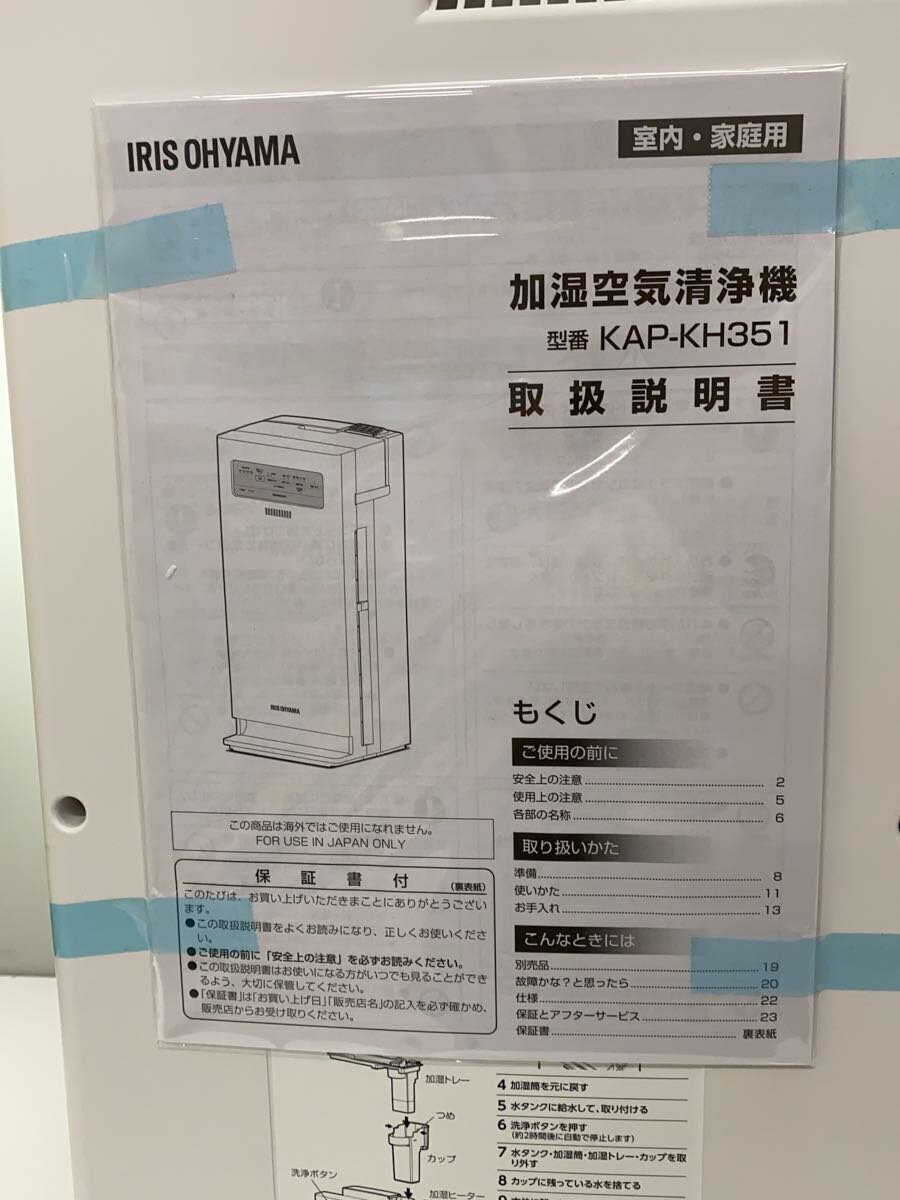 IRIS OHYAMA
室内・家庭用
加湿空気清浄機
型番 KAP-KH351
取扱説明書
IRIS OHYAMA
もくじ
ご使用の前に
安全上の注意 2
使用上の注意 5
各部の名称 6
取り扱いかた
準備 8
使いかた 11
お手入れ 13
こんなときには
別売品 19
故障かな？と思ったら 20
仕様 22
保証とアフターサービス 23
保証書 裏表紙
この商品は海外ではご使用になれません。
FOR USE IN JAPAN ONLY
保証書付（裏表紙）
このたびは、お買い上げいただきまことにありがとうござい
ます。
●この取扱説明書をよくお読みになり、正しくお使いくださ
い。
●ご使用の前に「安全上の注意」を必ずお読みください。
●この取扱説明書はお使いになる方がいつでも見ることができ
るよう、大切に保管してください。
●「保証書」は「お買い上げ日」「販売店名」の記入を必ず確かめ、
販売店からお受け取りください。
加湿トレー
つめ
カップ
洗浄ボタン
加湿ヒーター
4 加湿筒を元に戻す
5 水タンクに給水して、取り付ける
6 洗浄ボタンを押す
（約2時間後に自動で停止します）
7 水タンク・加湿筒・加湿トレー・カップを取
り外す
8 カップに残っている水を捨てる